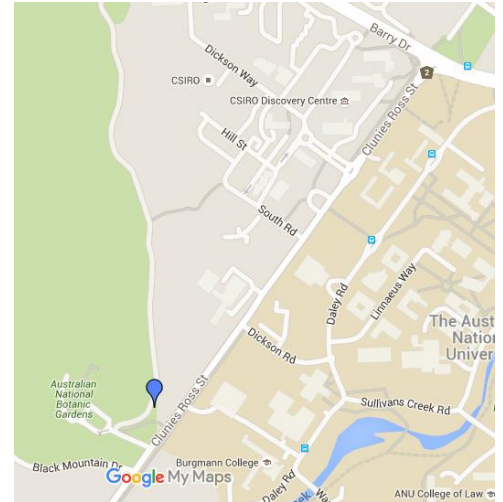 Barry Dr
Dickson Way
2
CSIRO
CSIRO Discovery Centre
Clunies Ross St
Hill St
South Rd
Daley Rd
Linnaeus Way
The Aust
Nation
Univer
Dickson Rd
Australian
National
Botanic
Gardens
Clunies Ross St
Sullivans Creek Rd
Black Mountain Dr
Burgmann College
Google My Maps
Daley Rd
ANU College of Law